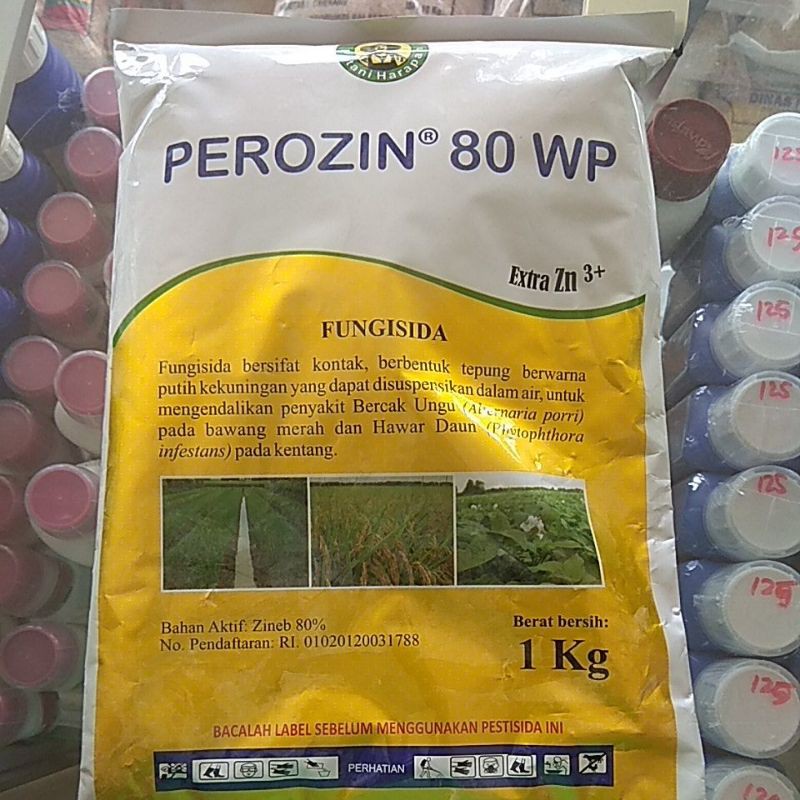 tani Harapan
PEROZIN® 80 WP
Extra Zn 3+
FUNGISIDA
Fungisida bersifat kontak, berbentuk tepung berwarna
putih kekuningan yang dapat disuspensikan dalam air, untuk
mengendalikan penyakit Bercak Ungu (Alternaria porri)
pada bawang merah dan Hawar Daun (Phytophthora
infestans) pada kentang.
Bahan Aktif: Zineb 80%
No. Pendaftaran: RI. 01020120031788
Berat bersih:
1 Kg
BACALAH LABEL SEBELUM MENGGUNAKAN PESTISIDA INI
PERHATIAN
125
125
125
125
125
125
125